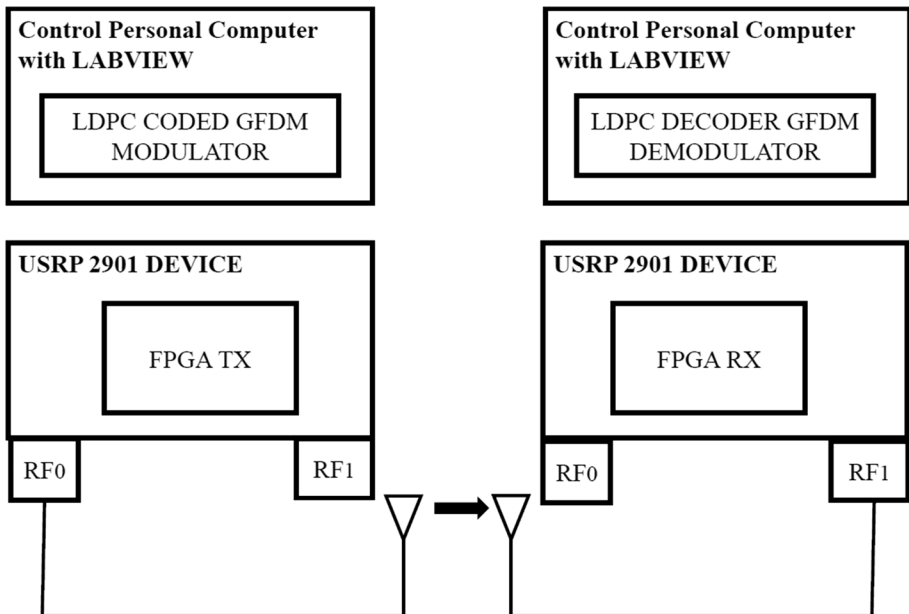 Control Personal Computer
with LABVIEW
LDPC CODED GFDM
MODULATOR
Control Personal Computer
with LABVIEW
LDPC DECODER GFDM
DEMODULATOR
USRP 2901 DEVICE
FPGA TX
RF0
RF1
USRP 2901 DEVICE
FPGA RX
RF0
RF1